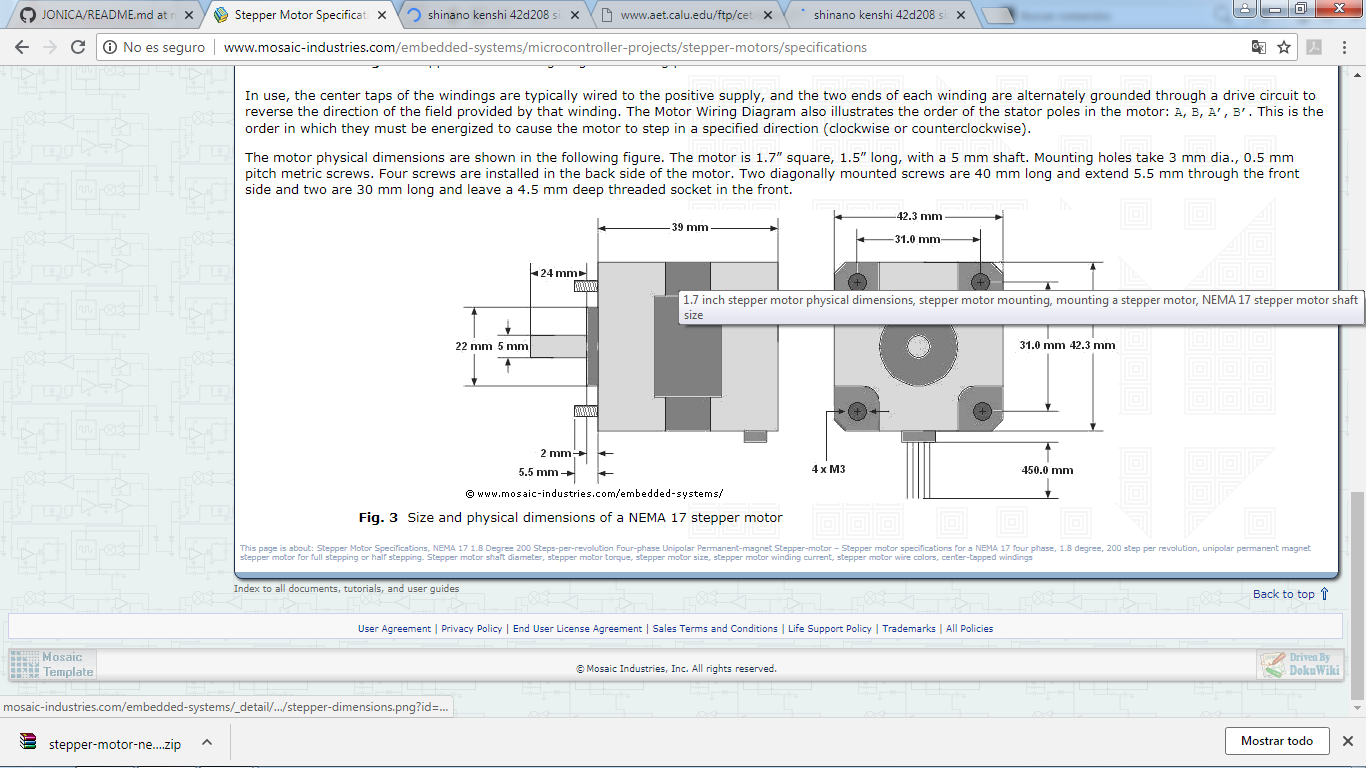 JONICA/README.md at r
Stepper Motor Specificati
shinano kenshi 42d208 s
www.aet.calu.edu/ftp/cet
shinano kenshi 42d208 s
No es seguro
www.mosaic-industries.com/embedded-systems/microcontroller-projects/stepper-motors/specifications
In use, the center taps of the windings are typically wired to the positive supply, and the two ends of each winding are alternately grounded through a drive circuit to
reverse the direction of the field provided by that winding. The Motor Wiring Diagram also illustrates the order of the stator poles in the motor: A, B, A’, B’. This is the
order in which they must be energized to cause the motor to step in a specified direction (clockwise or counterclockwise).
The motor physical dimensions are shown in the following figure. The motor is 1.7” square, 1.5” long, with a 5 mm shaft. Mounting holes take 3 mm dia., 0.5 mm
pitch metric screws. Four screws are installed in the back side of the motor. Two diagonally mounted screws are 40 mm long and extend 5.5 mm through the front
side and two are 30 mm long and leave a 4.5 mm deep threaded socket in the front.
42.3 mm
39 mm
31.0 mm
24 mm
1.7 inch stepper motor physical dimensions, stepper motor mounting, mounting a stepper motor, NEMA 17 stepper motor shaft
size
22 mm 5 mm
31.0 mm 42.3 mm
2 mm
5.5 mm
4 x M3
450.0 mm
© www.mosaic-industries.com/embedded-systems/
Fig. 3 Size and physical dimensions of a NEMA 17 stepper motor
This page is about: Stepper Motor Specifications, NEMA 17 1.8 Degree 200 Steps-per-revolution Four-phase Unipolar Permanent-magnet Stepper-motor – Stepper motor specifications for a NEMA 17 four phase, 1.8 degree, 200 step per revolution, unipolar permanent magnet
stepper motor for full stepping or half stepping. Stepper motor shaft diameter, stepper motor torque, stepper motor size, stepper motor winding current, stepper motor wire colors, center-tapped windings
Index to all documents, tutorials, and user guides
Back to top ⇧
User Agreement | Privacy Policy | End User License Agreement | Sales Terms and Conditions | Life Support Policy | Trademarks | All Policies
Mosaic
Template
© Mosaic Industries, Inc. All rights reserved.
Driven By
DokuWiki
mosaic-industries.com/embedded-systems/_detail/.../stepper-dimensions.png?id=...
stepper-motor-ne....zip
Mostrar todo